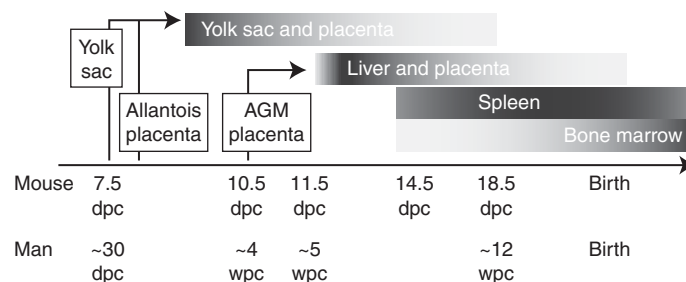 Yolk sac and placenta
Yolk
sac
Liver and placenta
Allantois
placenta
AGM
placenta
Spleen
Bone marrow
Mouse 7.5 10.5 11.5 14.5 18.5 Birth
dpc dpc dpc dpc dpc
Man ~30 ~4 ~5 ~12 Birth
dpc wpc wpc wpc